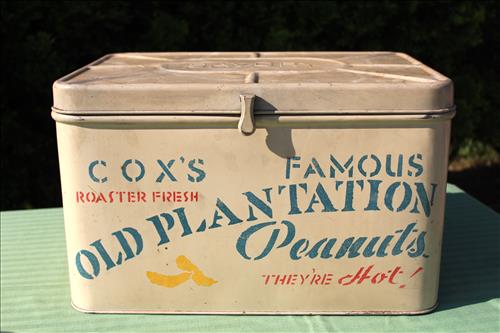 COX'S FAMOUS
ROASTER FRESH
OLD PLANTATION
Peanuts
THEY'RE Hot!